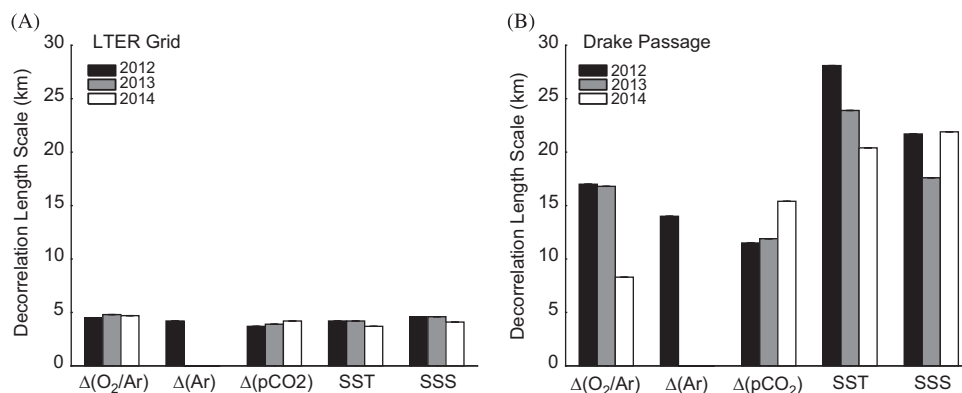 (A)
LTER Grid
2012
2013
2014
Decorrelation Length Scale (km)
30
25
20
15
10
5
0
Δ(O₂/Ar) Δ(Ar) Δ(pCO2) SST SSS
(B)
Drake Passage
2012
2013
2014
Decorrelation Length Scale (km)
30
25
20
15
10
5
0
Δ(O₂/Ar) Δ(Ar) Δ(pCO₂) SST SSS